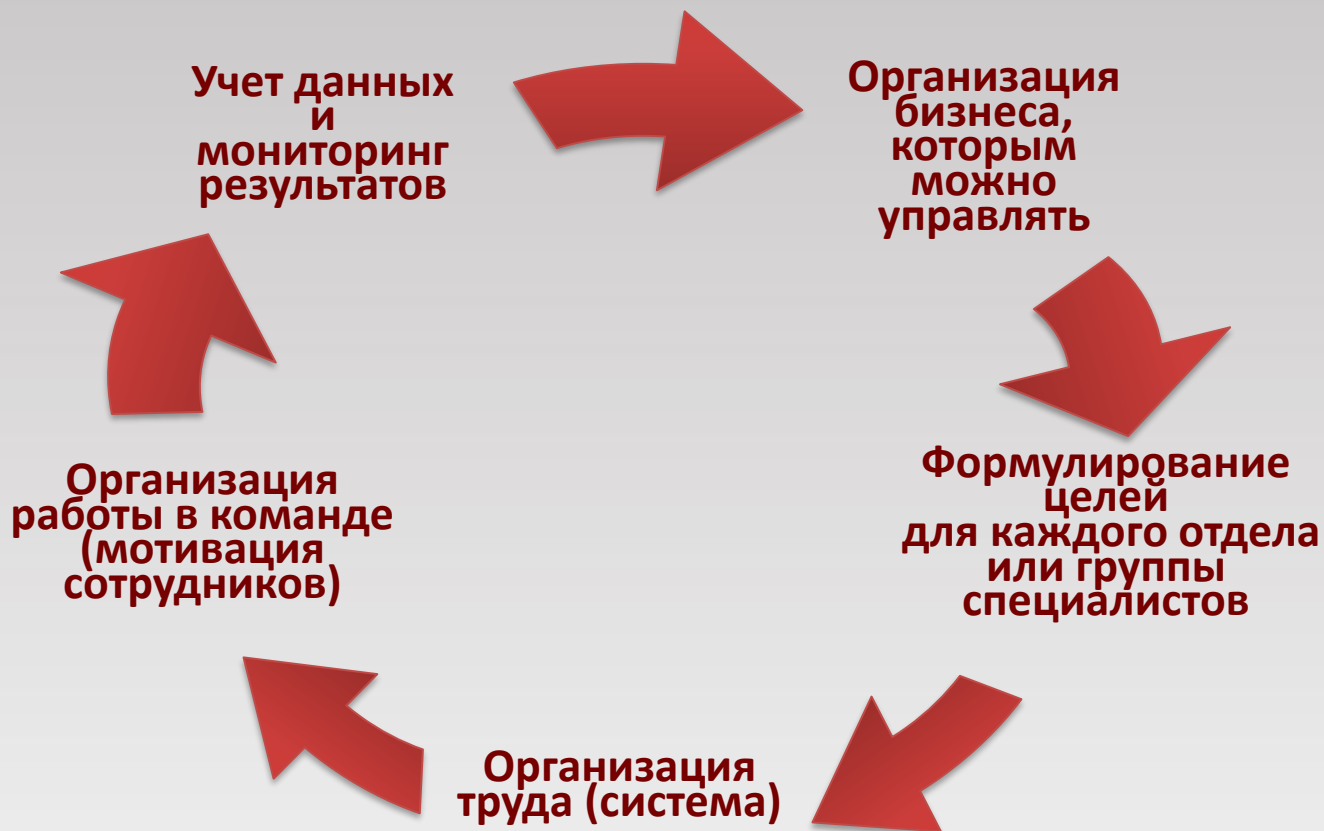 Учет данных
и
мониторинг
результатов
Организация
бизнеса,
которым
можно
управлять
Формулирование
целей
для каждого отдела
или группы
специалистов
Организация
труда (система)
Организация
работы в команде
(мотивация
сотрудников)